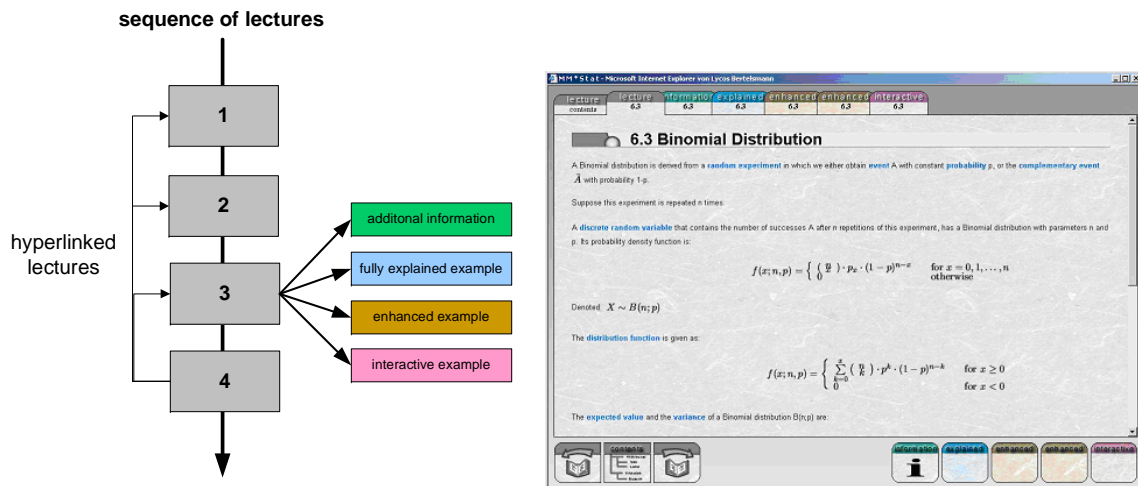 sequence of lectures
1
2
3
4
hyperlinked
lectures
additonal information
fully explained example
enhanced example
interactive example
MM*Stat - Microsoft Internet Explorer von Lycos Bertelsmann
lecture contents
lecture 6.3
information 6.3
explained 6.3
enhanced 6.3
enhanced 6.3
interactive 6.3
6.3 Binomial Distribution
A Binomial distribution is derived from a random experiment in which we either obtain event A with constant probability p, or the complementary event
Ā with probability 1-p.
Suppose this experiment is repeated n times.
A discrete random variable that contains the number of successes A after n repetitions of this experiment, has a Binomial distribution with parameters n and
p. Its probability density function is:
f(x; n, p) = { (n x) · p_x · (1 − p)^{n−x} for x = 0, 1, . . . , n
0 otherwise
Denoted X ∼ B(n; p)
The distribution function is given as:
f(x; n, p) = { ∑_{k=0}^{x} (n k) · p^k · (1 − p)^{n−k} for x ≥ 0
0 for x < 0
The expected value and the variance of a Binomial distribution B(n;p) are:
contents
information
explained
enhanced
enhanced
interactive